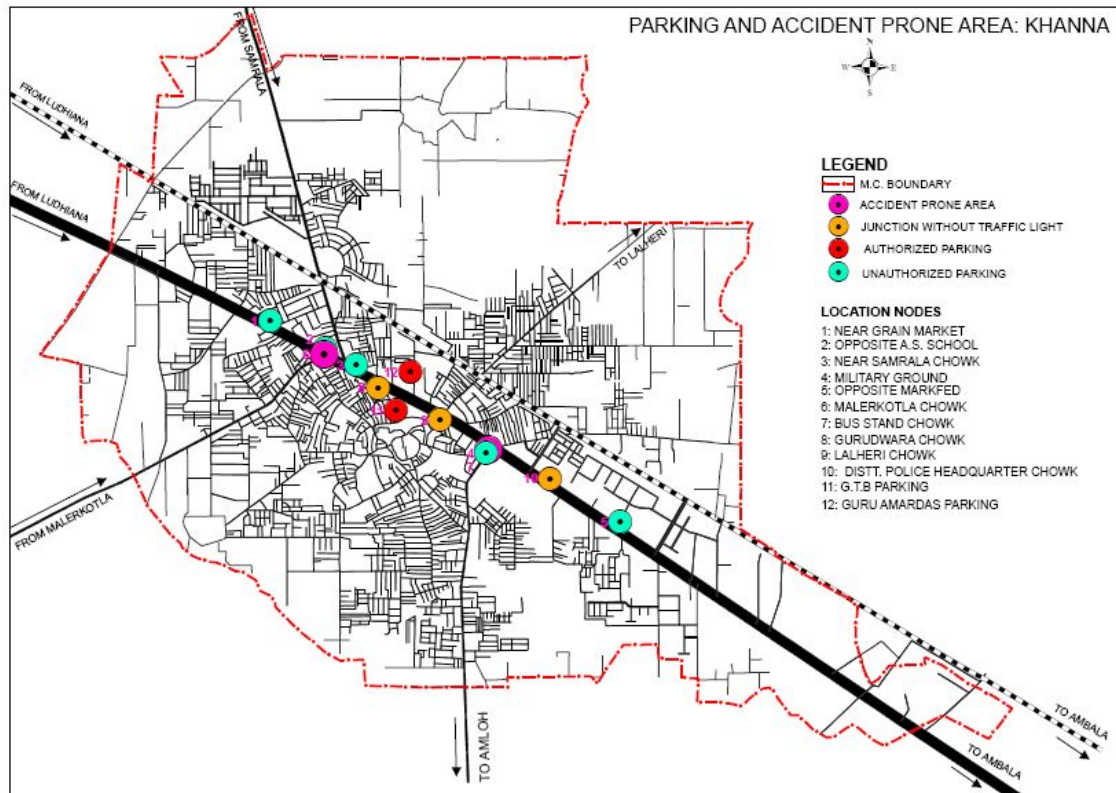 PARKING AND ACCIDENT PRONE AREA: KHANNA
N
W E
S
FROM SAMRALA
FROM LUDHIANA
FROM LUDHIANA
TO LALHERI
FROM MALERKOTLA
TO AMLOH
TO AMBALA
TO AMBALA
LEGEND
M.C. BOUNDARY
ACCIDENT PRONE AREA
JUNCTION WITHOUT TRAFFIC LIGHT
AUTHORIZED PARKING
UNAUTHORIZED PARKING
LOCATION NODES
1: NEAR GRAIN MARKET
2: OPPOSITE A.S. SCHOOL
3: NEAR SAMRALA CHOWK
4: MILITARY GROUND
5: OPPOSITE MARKFED
6: MALERKOTLA CHOWK
7: BUS STAND CHOWK
8: GURUDWARA CHOWK
9: LALHERI CHOWK
10: DISTT. POLICE HEADQUARTER CHOWK
11: G.T.B PARKING
12: GURU AMARDAS PARKING
12
11
4
10
5